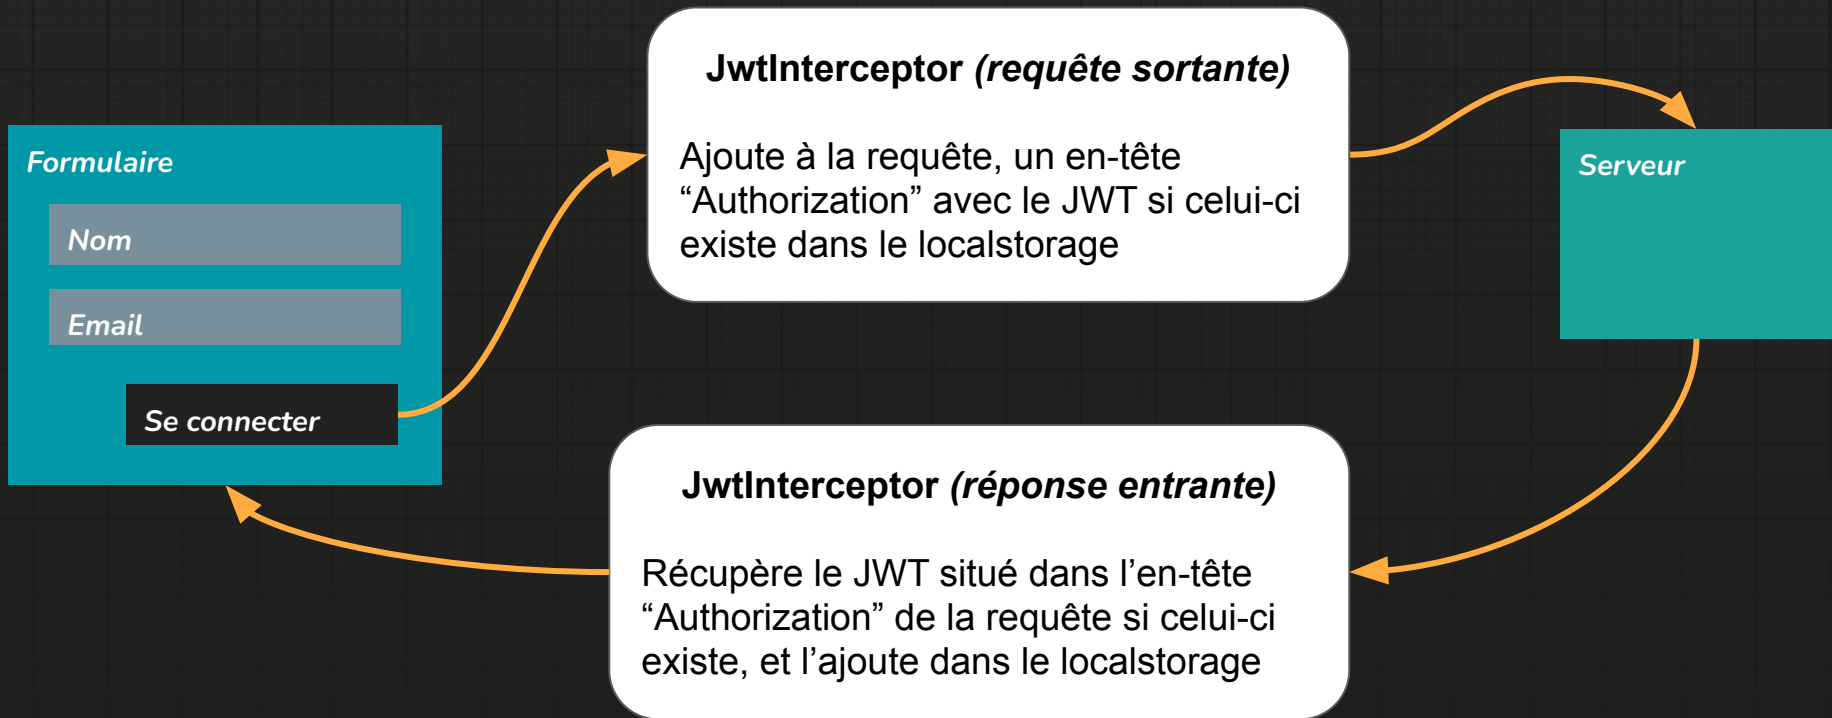 JwtInterceptor (requête sortante)
Ajoute à la requête, un en-tête
“Authorization” avec le JWT si celui-ci
existe dans le localstorage
Formulaire
Nom
Email
Se connecter
Serveur
JwtInterceptor (réponse entrante)
Récupère le JWT situé dans l’en-tête
“Authorization” de la requête si celui-ci
existe, et l’ajoute dans le localstorage